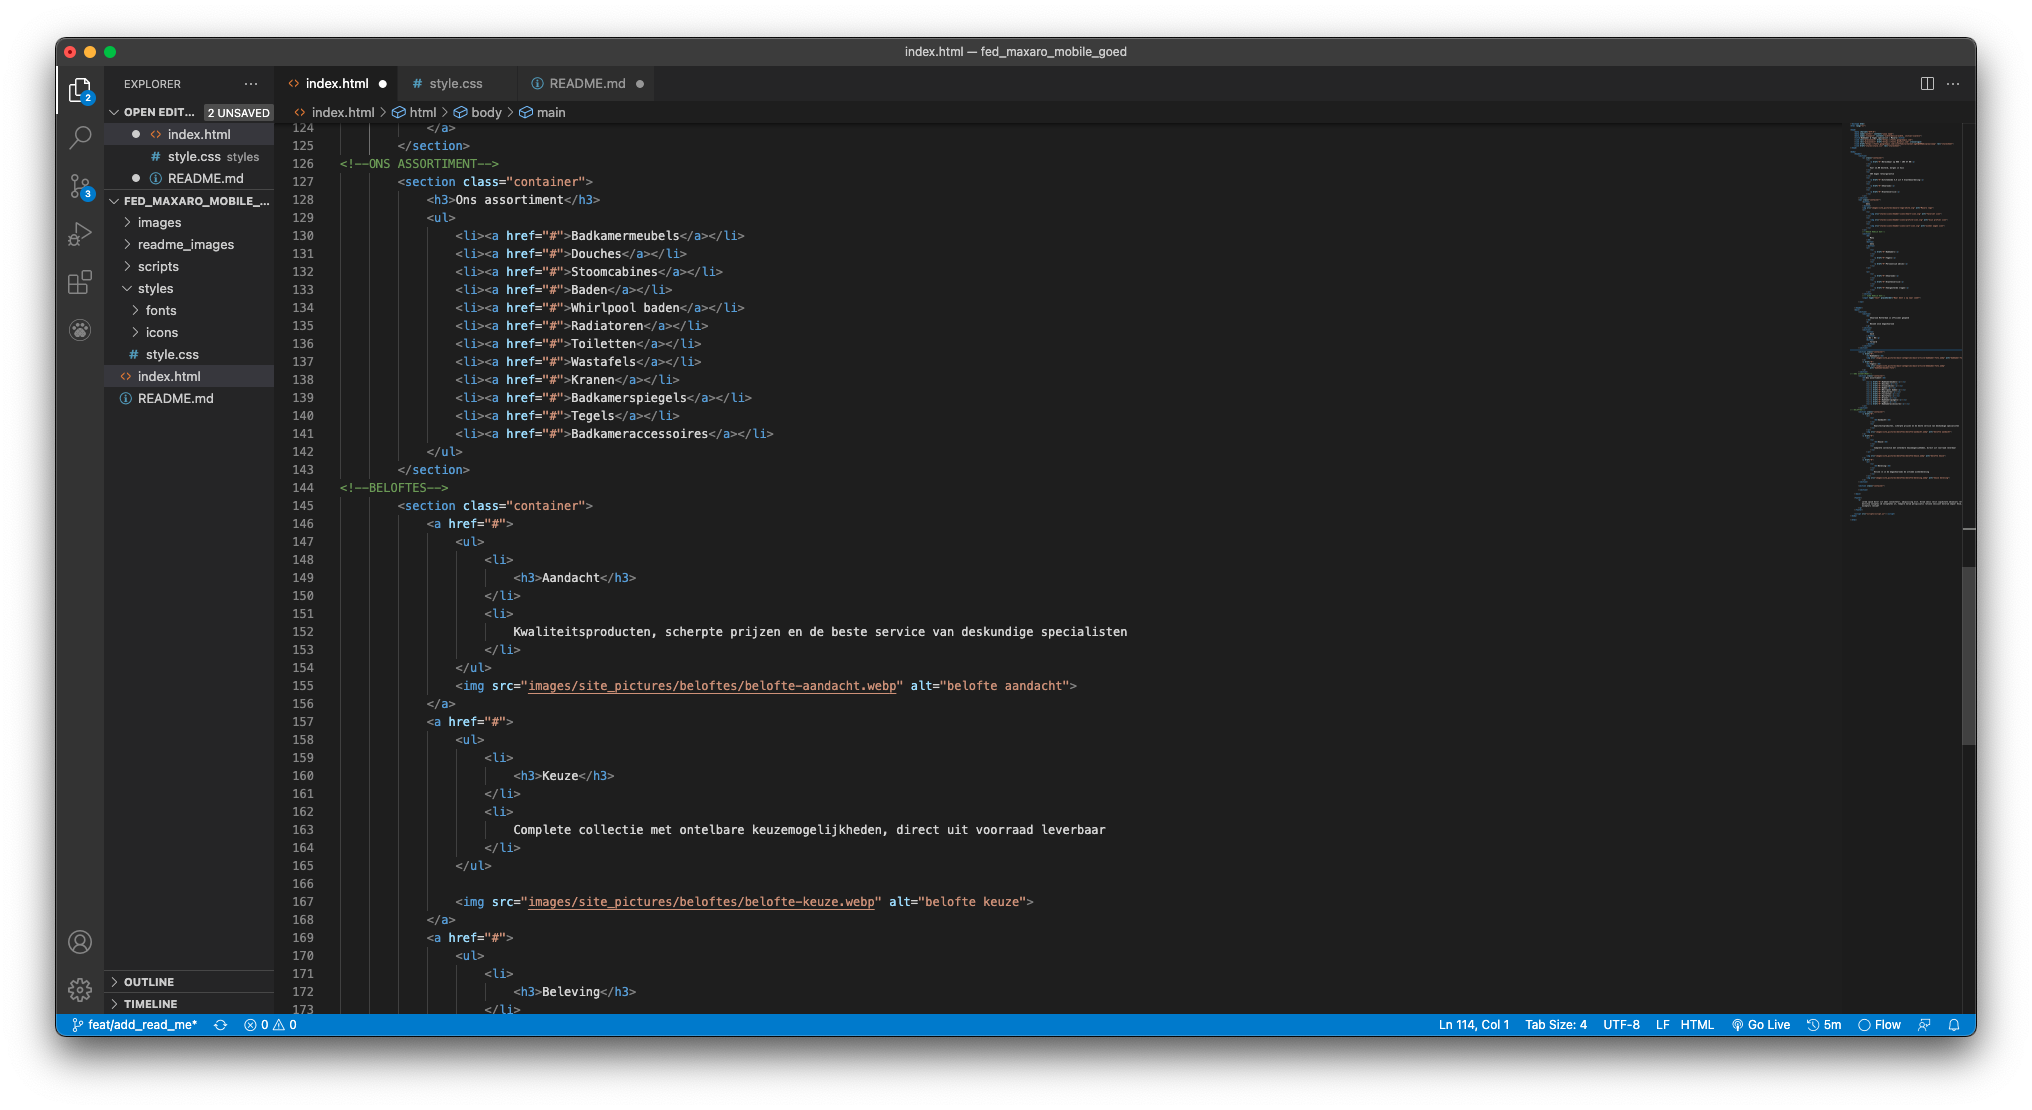 index.html — fed_maxaro_mobile_goed
EXPLORER
OPEN EDIT... 2 UNSAVED
index.html
style.css styles
README.md
FED_MAXARO_MOBILE_...
images
readme_images
scripts
styles
fonts
icons
style.css
index.html
README.md
OUTLINE
TIMELINE
2
3
index.html
style.css
README.md
index.html > html > body > main
124 </a>
125 </section>
126 <!--ONS ASSORTIMENT-->
127 <section class="container">
128 <h3>Ons assortiment</h3>
129 <ul>
130 <li><a href="#">Badkamermeubels</a></li>
131 <li><a href="#">Douches</a></li>
132 <li><a href="#">Stoomcabines</a></li>
133 <li><a href="#">Baden</a></li>
134 <li><a href="#">Whirlpool baden</a></li>
135 <li><a href="#">Radiatoren</a></li>
136 <li><a href="#">Toiletten</a></li>
137 <li><a href="#">Wastafels</a></li>
138 <li><a href="#">Kranen</a></li>
139 <li><a href="#">Badkamerspiegels</a></li>
140 <li><a href="#">Tegels</a></li>
141 <li><a href="#">Badkameraccessoires</a></li>
142 </ul>
143 </section>
144 <!--BELOFTES-->
145 <section class="container">
146 <a href="#">
147 <ul>
148 <li>
149 <h3>Aandacht</h3>
150 </li>
151 <li>
152 Kwaliteitsproducten, scherpte prijzen en de beste service van deskundige specialisten
153 </li>
154 </ul>
155 <img src="images/site_pictures/beloftes/belofte-aandacht.webp" alt="belofte aandacht">
156 </a>
157 <a href="#">
158 <ul>
159 <li>
160 <h3>Keuze</h3>
161 </li>
162 <li>
163 Complete collectie met ontelbare keuzemogelijkheden, direct uit voorraad leverbaar
164 </li>
165 </ul>
166
167 <img src="images/site_pictures/beloftes/belofte-keuze.webp" alt="belofte keuze">
168 </a>
169 <a href="#">
170 <ul>
171 <li>
172 <h3>Beleving</h3>
173 </li>
feat/add_read_me* 0 0 Ln 114, Col 1 Tab Size: 4 UTF-8 LF HTML Go Live 5m Flow